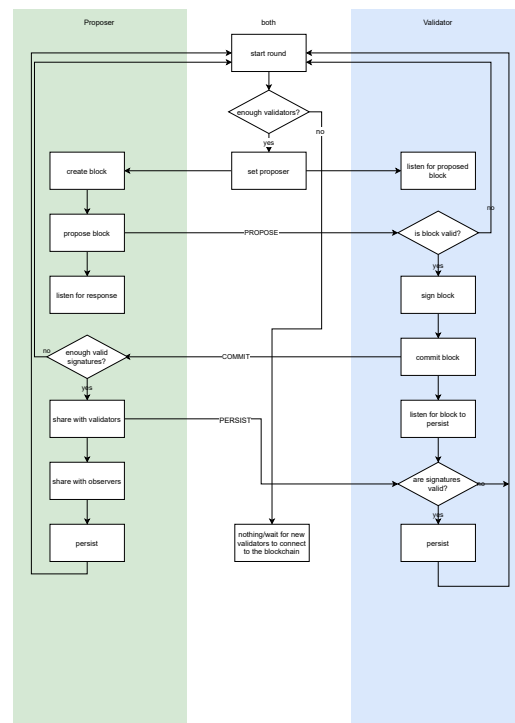 Proposer
both
Validator
start round
enough validators?
no
yes
create block
set proposer
listen for proposed
block
no
propose block
PROPOSE
is block valid?
yes
listen for response
sign block
no
enough valid
signatures?
COMMIT
commit block
yes
share with validators
PERSIST
listen for block to
persist
share with observers
are signatures
valid?
no
yes
persist
nothing/wait for new
validators to connect
to the blockchain
persist